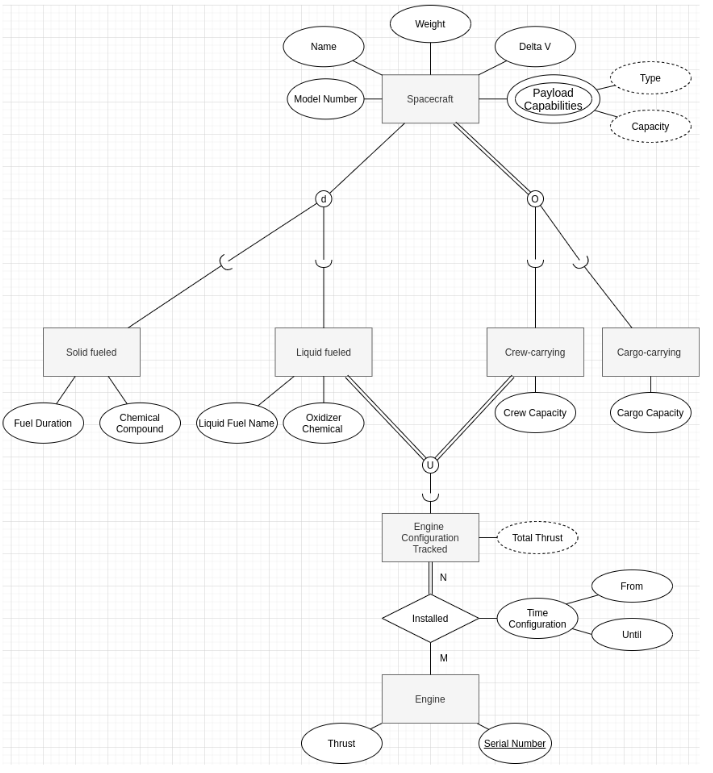 Weight
Name
Delta V
Model Number
Spacecraft
Payload
Capabilities
Type
Capacity
d
O
Solid fueled
Liquid fueled
Crew-carrying
Cargo-carrying
Fuel Duration
Chemical
Compound
Liquid Fuel Name
Oxidizer
Chemical
Crew Capacity
Cargo Capacity
U
Engine
Configuration
Tracked
Total Thrust
N
Installed
Time
Configuration
From
Until
M
Engine
Thrust
Serial Number